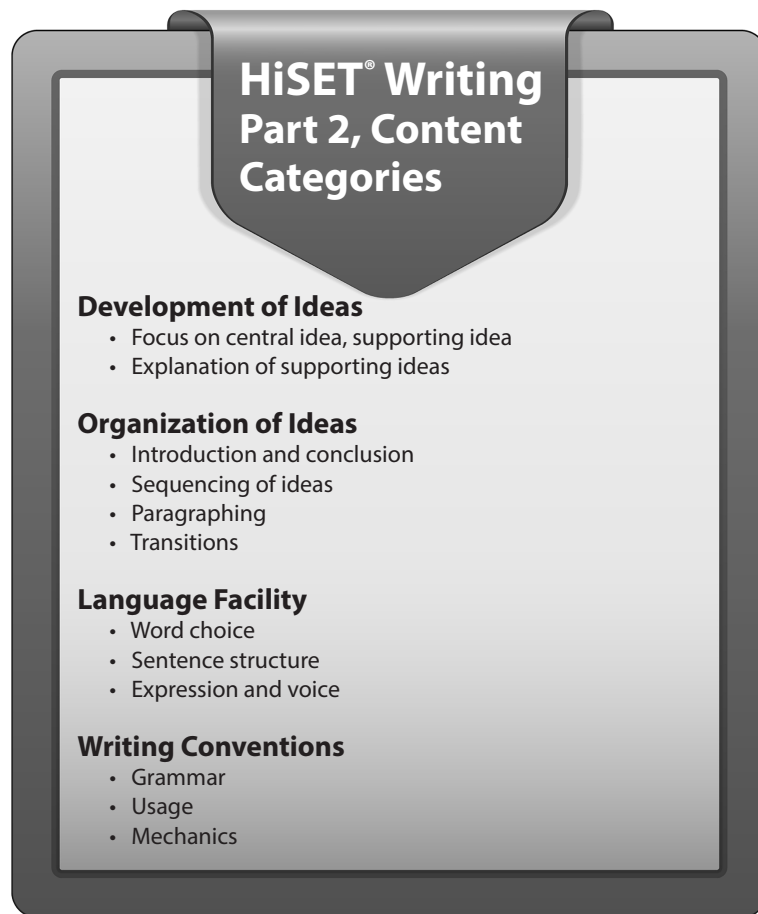 HiSET® Writing
Part 2, Content
Categories
Development of Ideas
• Focus on central idea, supporting idea
• Explanation of supporting ideas
Organization of Ideas
• Introduction and conclusion
• Sequencing of ideas
• Paragraphing
• Transitions
Language Facility
• Word choice
• Sentence structure
• Expression and voice
Writing Conventions
• Grammar
• Usage
• Mechanics